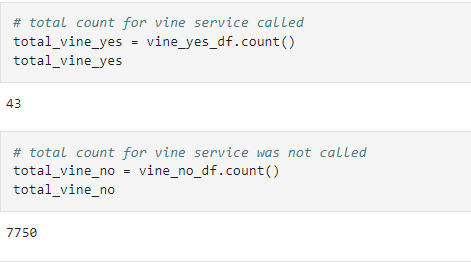 # total count for vine service called
total_vine_yes = vine_yes_df.count()
total_vine_yes
43
# total count for vine service was not called
total_vine_no = vine_no_df.count()
total_vine_no
7750